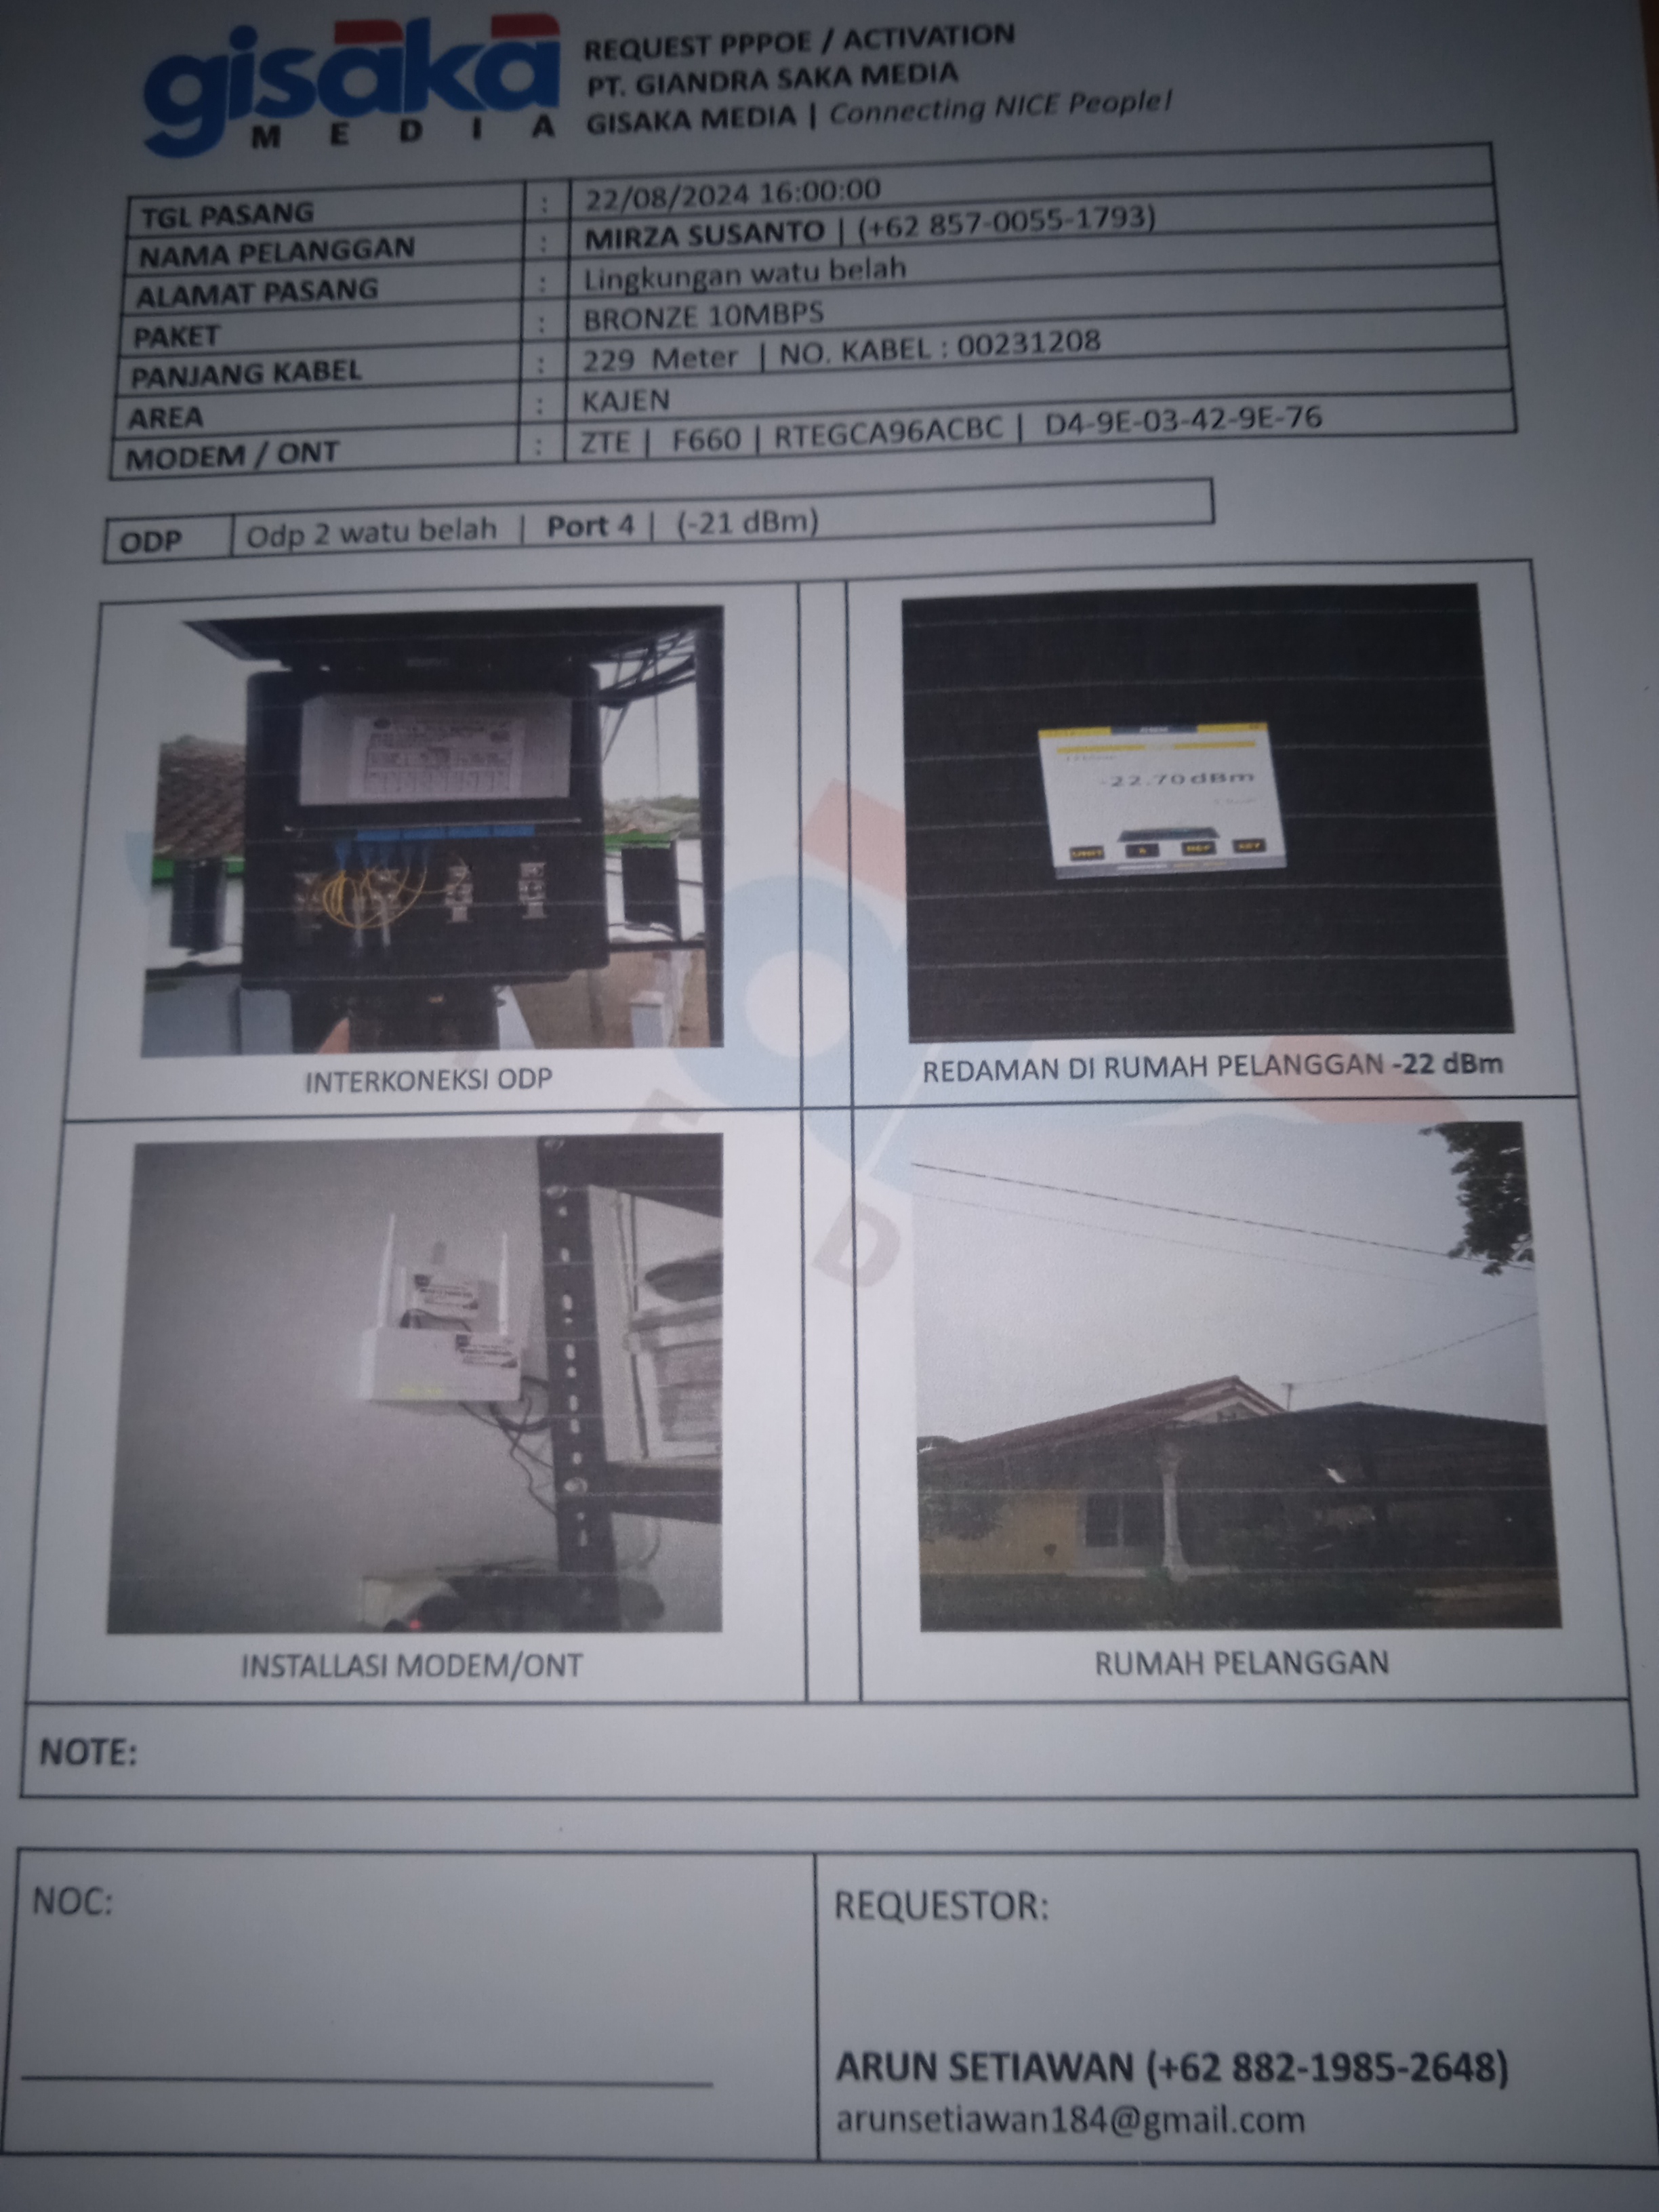 gisaka
MEDIA
REQUEST PPPOE / ACTIVATION
PT. GIANDRA SAKA MEDIA
GISAKA MEDIA | Connecting NICE People!
TGL PASANG : 22/08/2024 16:00:00
NAMA PELANGGAN : MIRZA SUSANTO | (+62 857-0055-1793)
ALAMAT PASANG : Lingkungan watu belah
PAKET : BRONZE 10MBPS
PANJANG KABEL : 229 Meter | NO. KABEL : 00231208
AREA : KAJEN
MODEM / ONT : ZTE | F660 | RTEGCA96ACBC | D4-9E-03-42-9E-76
ODP Odp 2 watu belah | Port 4 | (-21 dBm)
-22.70dBm
INTERKONEKSI ODP
REDAMAN DI RUMAH PELANGGAN -22 dBm
INSTALLASI MODEM/ONT
RUMAH PELANGGAN
NOTE:
NOC:
REQUESTOR:
ARUN SETIAWAN (+62 882-1985-2648)
arunsetiawan184@gmail.com